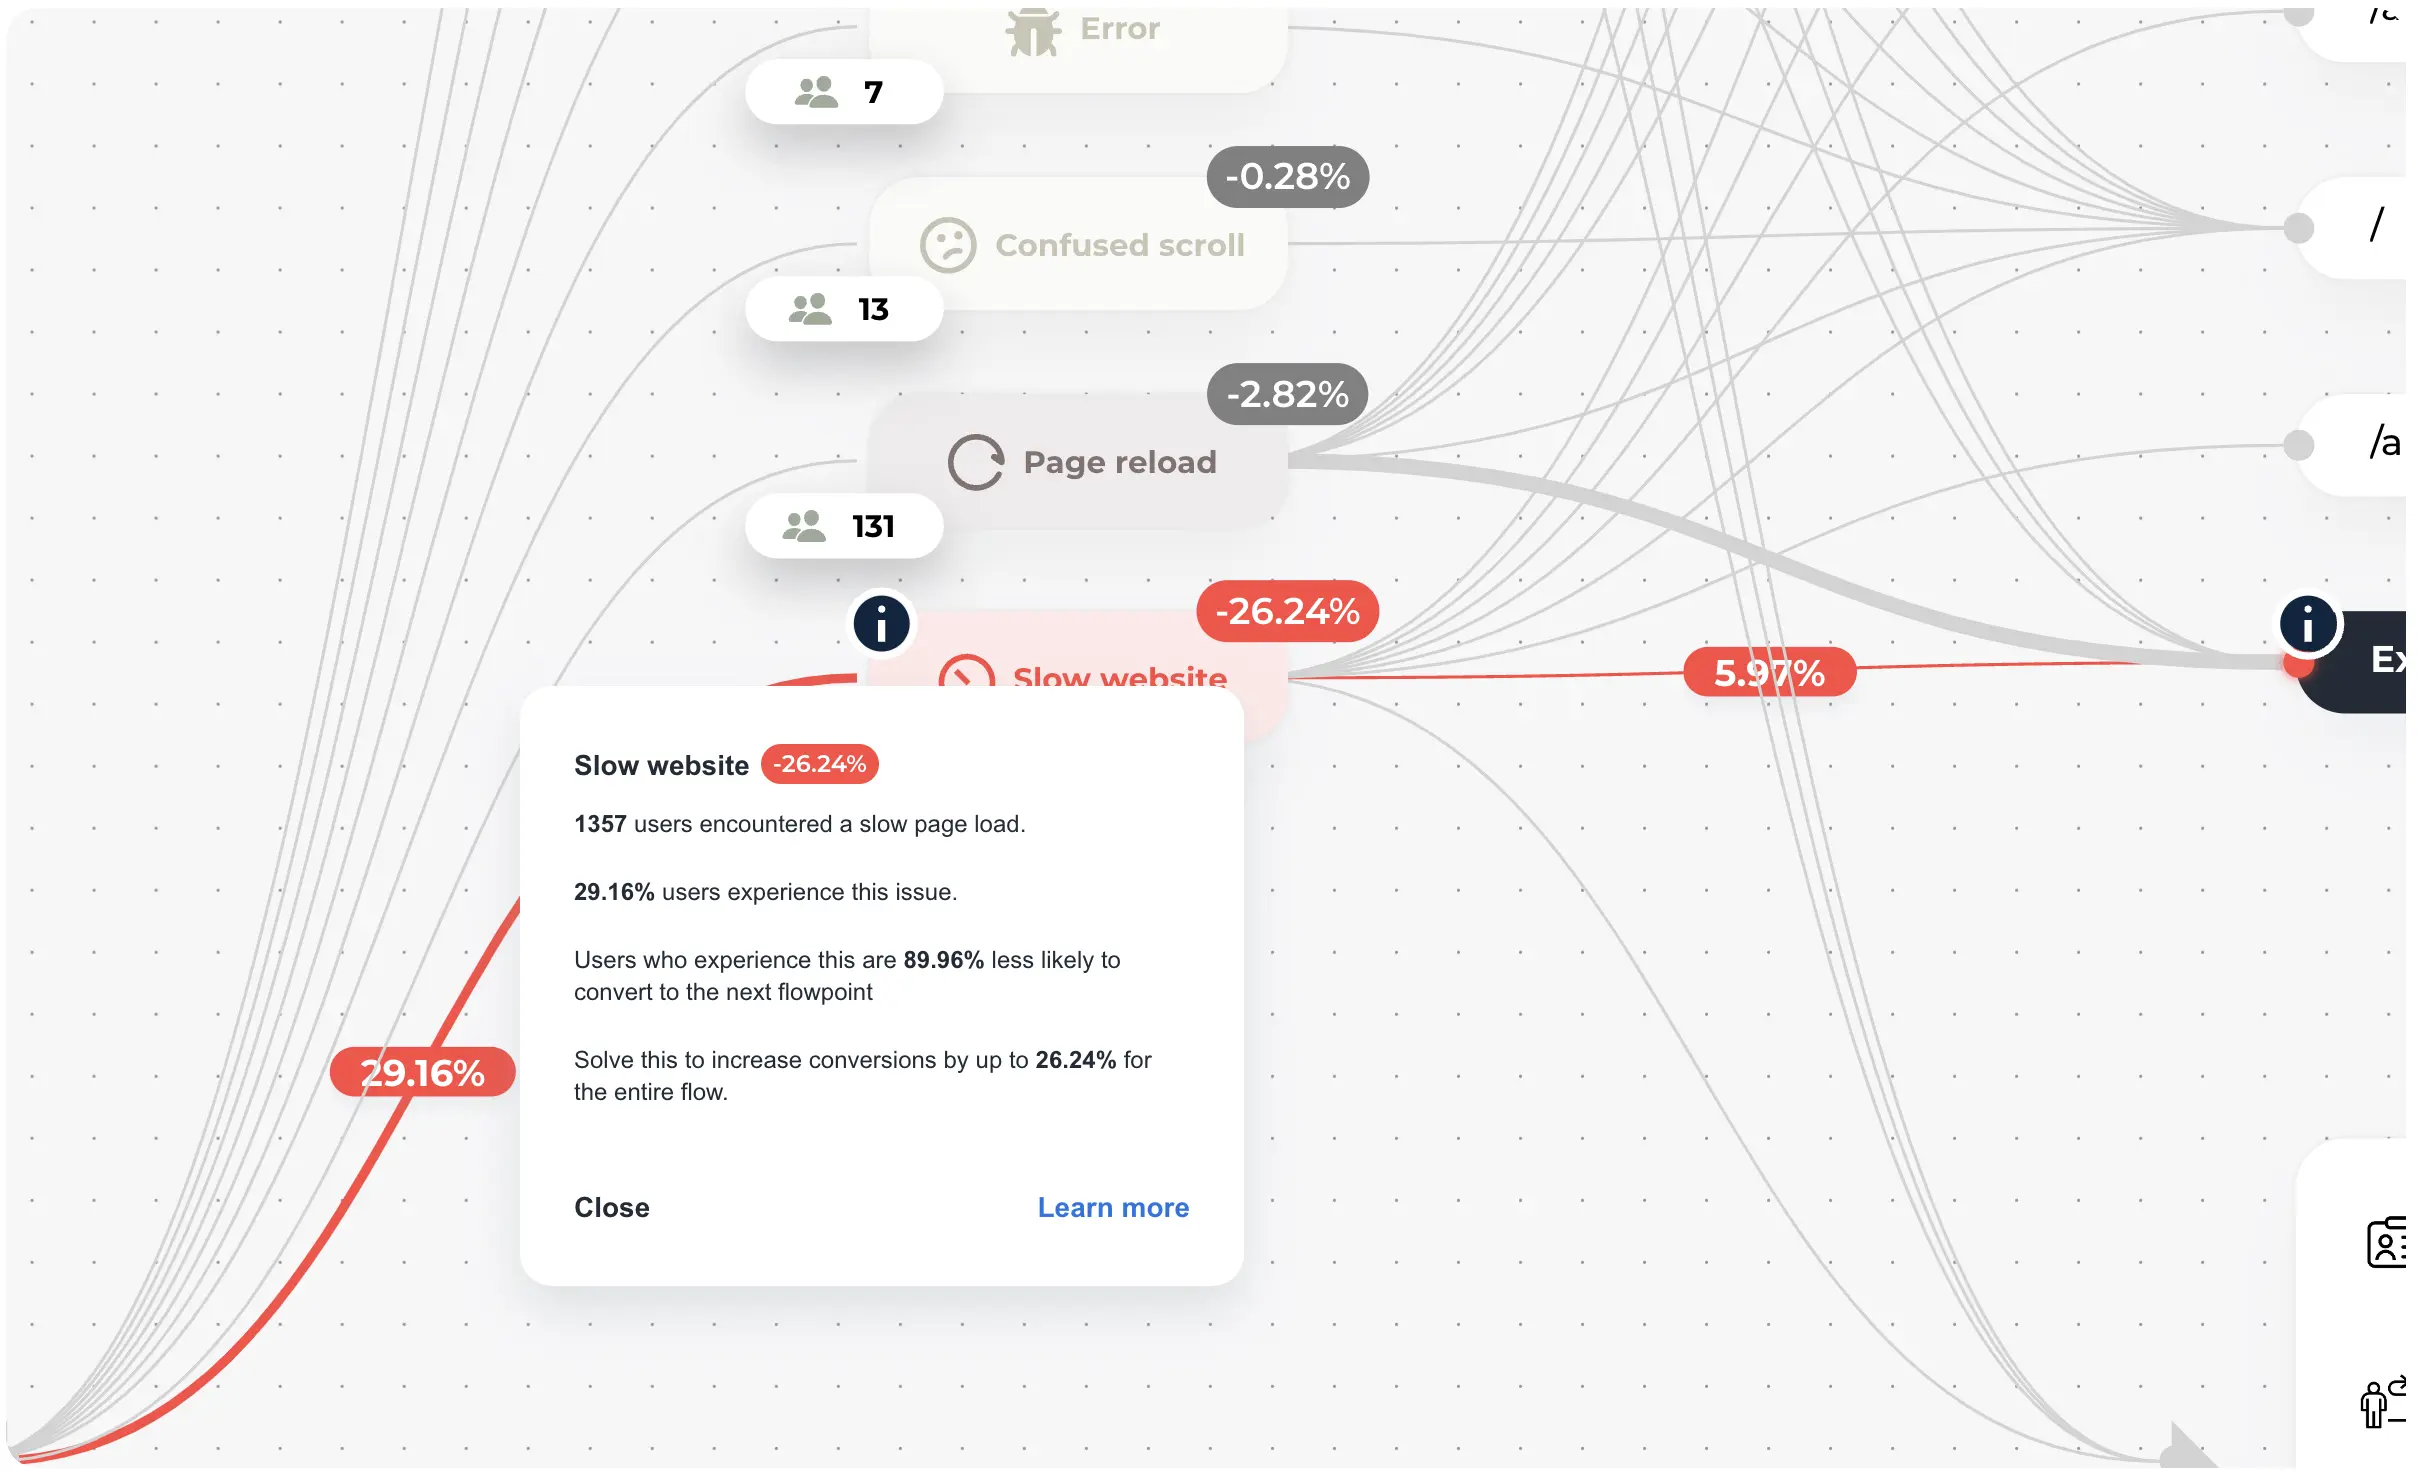 Error
7
-0.28%
Confused scroll
13
/
-2.82%
Page reload
131
/a
-26.24%
Slow website
5.97%
Ex
Slow website -26.24%
1357 users encountered a slow page load.
29.16% users experience this issue.
Users who experience this are 89.96% less likely to
convert to the next flowpoint
Solve this to increase conversions by up to 26.24% for
the entire flow.
29.16%
Close
Learn more